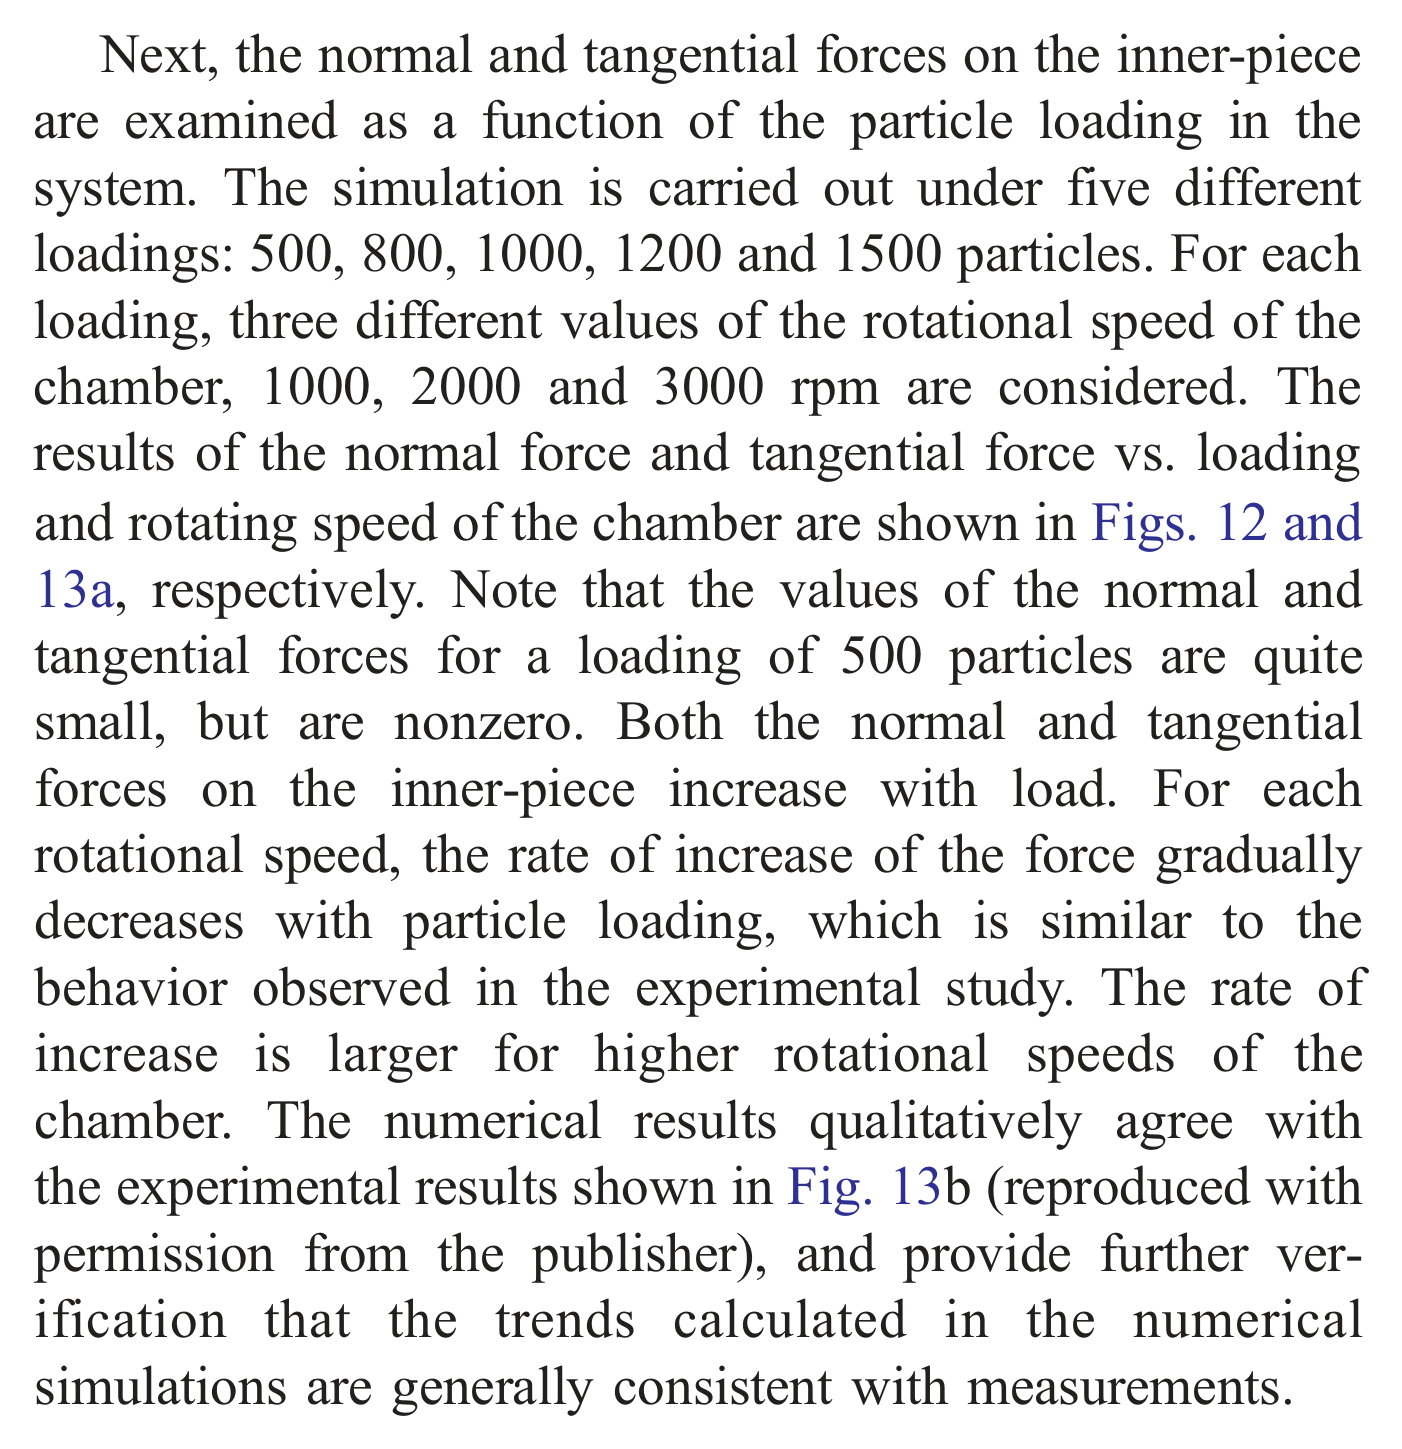 Next, the normal and tangential forces on the inner-piece
are examined as a function of the particle loading in the
system. The simulation is carried out under five different
loadings: 500, 800, 1000, 1200 and 1500 particles. For each
loading, three different values of the rotational speed of the
chamber, 1000, 2000 and 3000 rpm are considered. The
results of the normal force and tangential force vs. loading
and rotating speed of the chamber are shown in Figs. 12 and
13a, respectively. Note that the values of the normal and
tangential forces for a loading of 500 particles are quite
small, but are nonzero. Both the normal and tangential
forces on the inner-piece increase with load. For each
rotational speed, the rate of increase of the force gradually
decreases with particle loading, which is similar to the
behavior observed in the experimental study. The rate of
increase is larger for higher rotational speeds of the
chamber. The numerical results qualitatively agree with
the experimental results shown in Fig. 13b (reproduced with
permission from the publisher), and provide further ver-
ification that the trends calculated in the numerical
simulations are generally consistent with measurements.